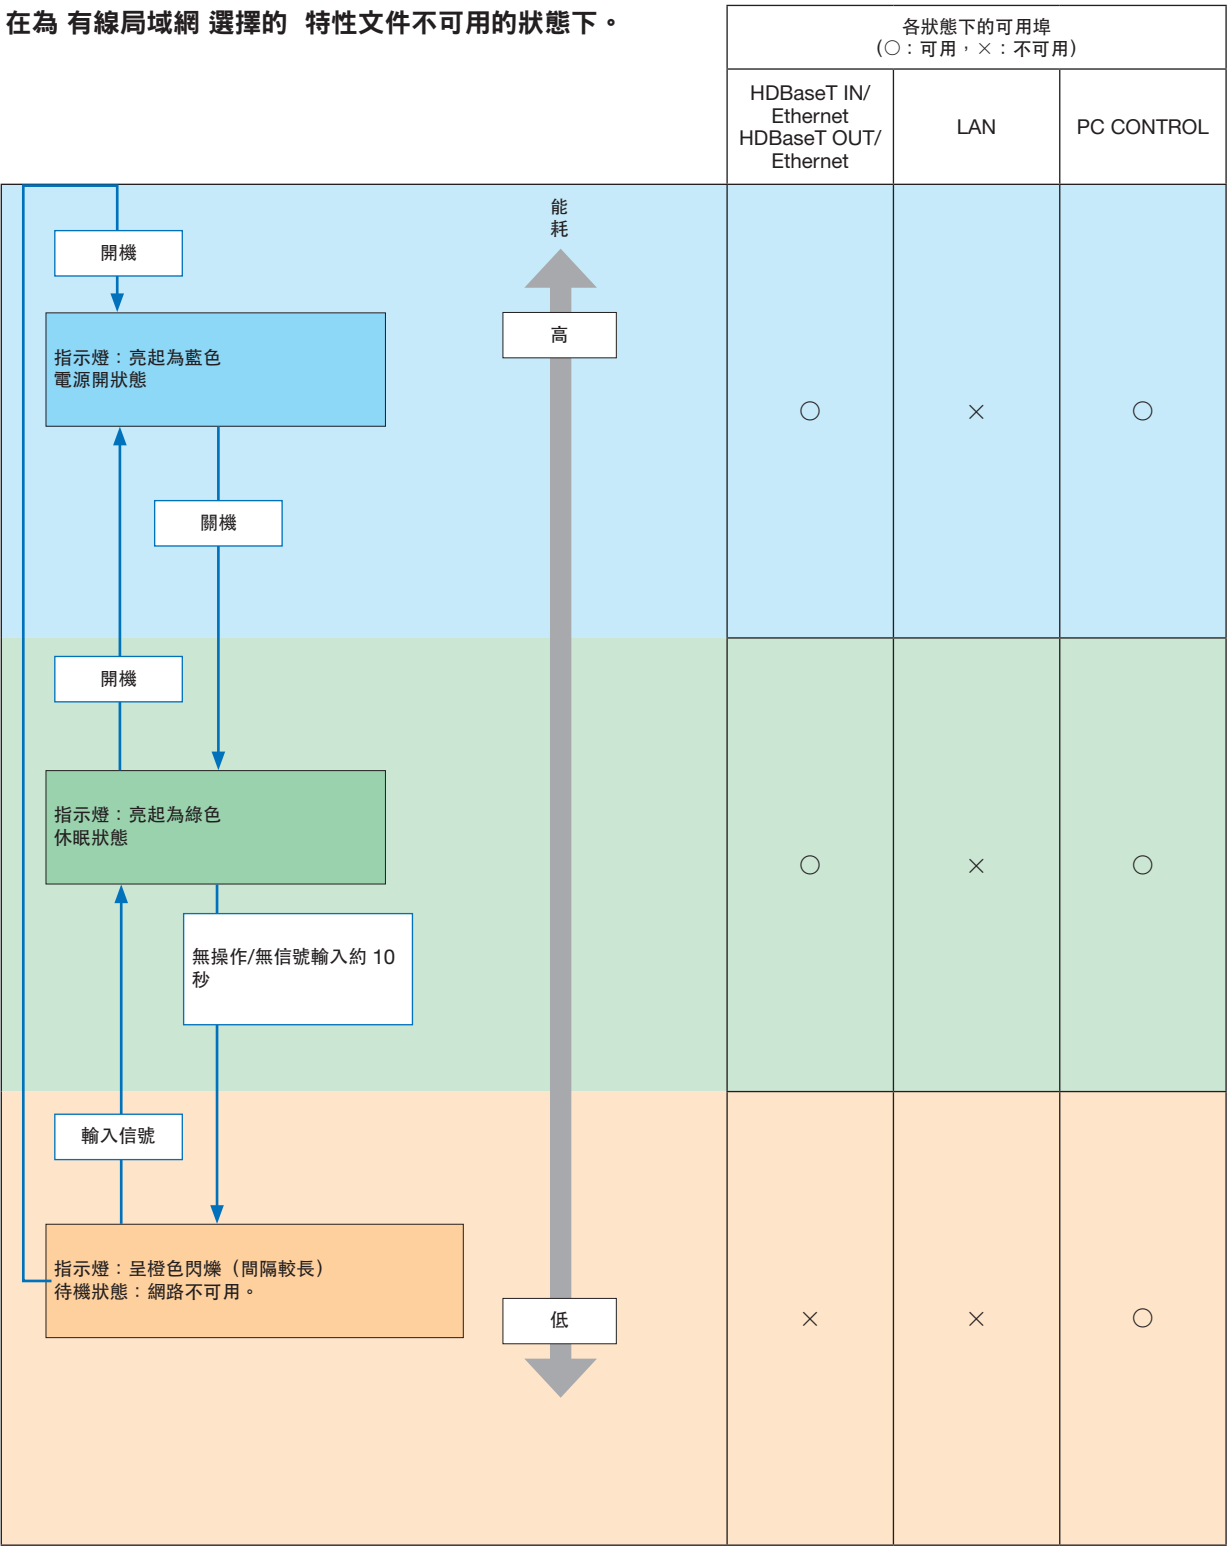 在為 有線局域網 選擇的 特性文件不可用的狀態下。
各狀態下的可用埠
(○：可用，×：不可用)
HDBaseT IN/
Ethernet
HDBaseT OUT/
Ethernet
LAN
PC CONTROL
能
耗
開機
高
指示燈：亮起為藍色
電源開狀態
○
×
○
關機
開機
指示燈：亮起為綠色
休眠狀態
○
×
○
無操作/無信號輸入約 10
秒
輸入信號
指示燈：呈橙色閃爍（間隔較長）
待機狀態：網路不可用。
低
×
×
○